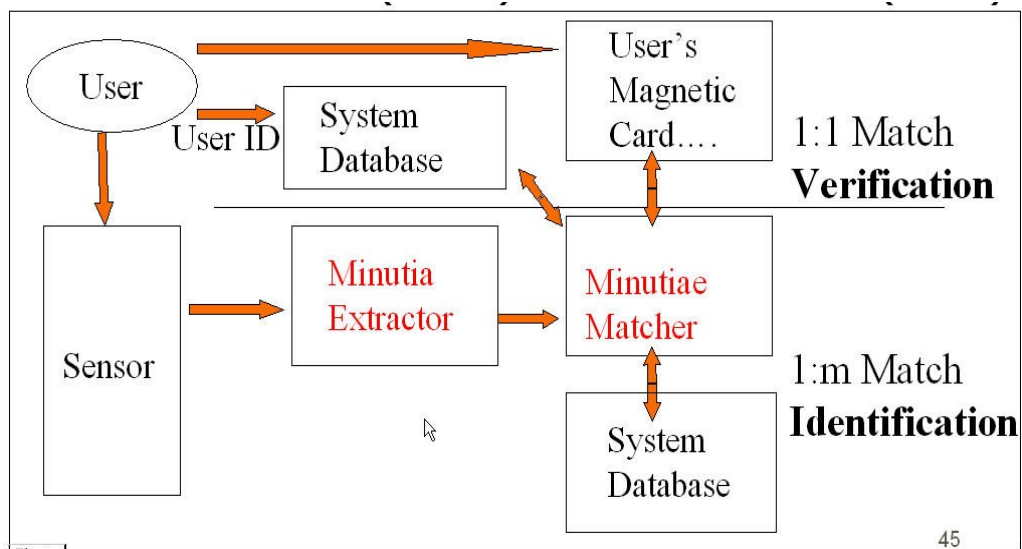 User
User ID
System
Database
User's
Magnetic
Card....
1:1 Match
Verification
Sensor
Minutia
Extractor
Minutiae
Matcher
1:m Match
Identification
System
Database
45